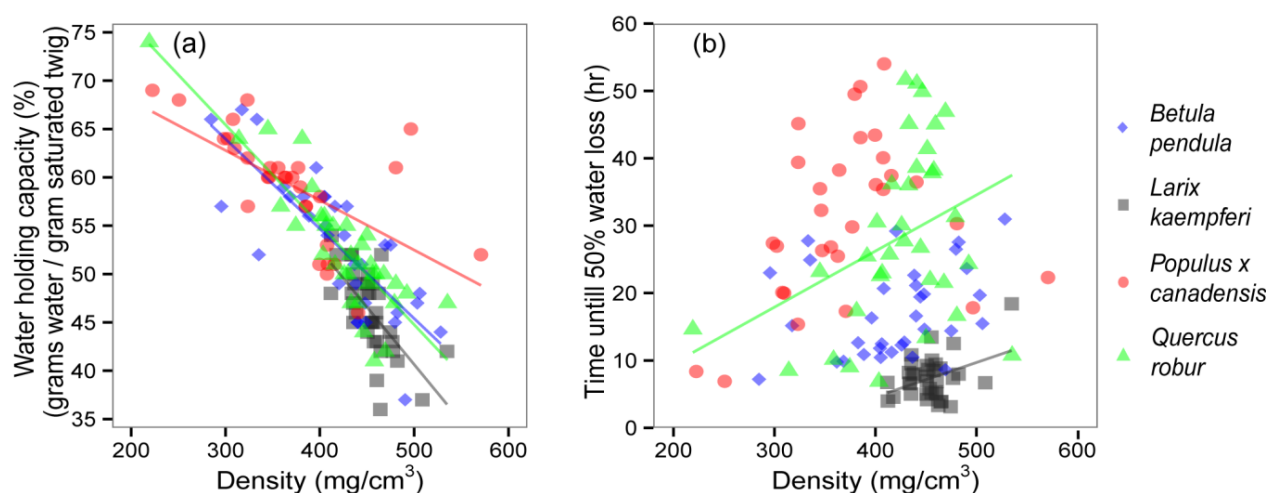 Water holding capacity (%)
(grams water / gram saturated twig)
75
70
65
60
55
50
45
40
35
(a)
200 300 400 500 600
Density (mg/cm³)
Time untill 50% water loss (hr)
60
50
40
30
20
10
0
(b)
200 300 400 500 600
Density (mg/cm³)
Betula
pendula
Larix
kaempferi
Populus x
canadensis
Quercus
robur